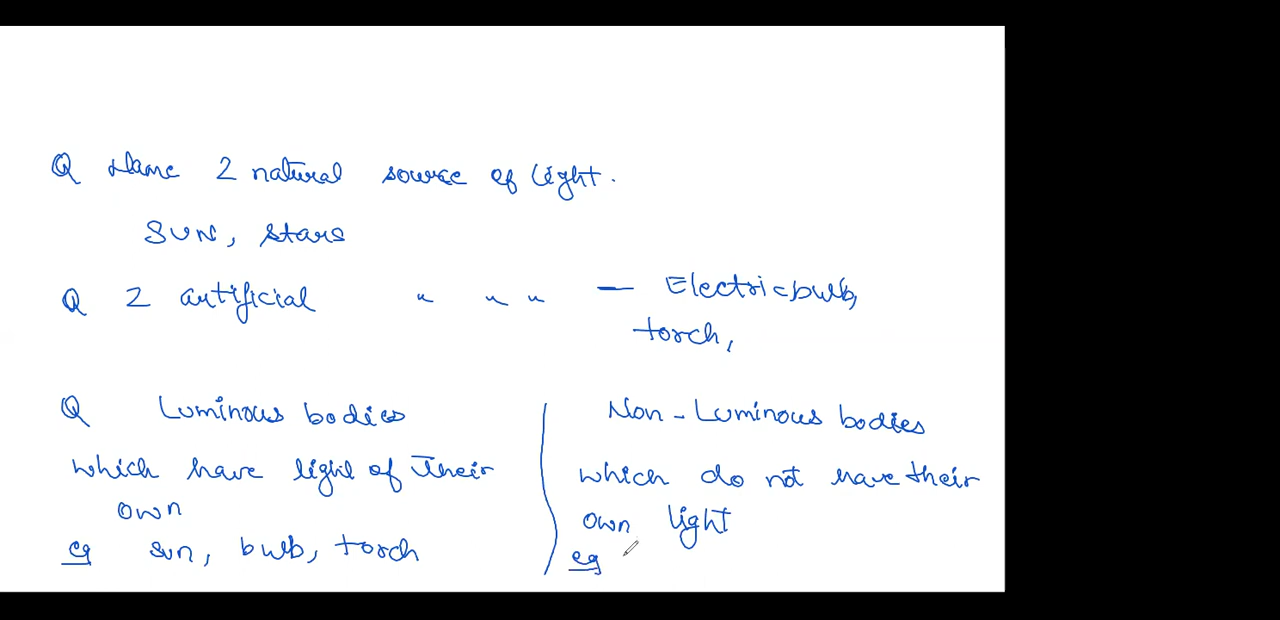 Q Name 2 natural source of light.
SUN, stars
Q 2 artificial " " " — Electric bulb,
torch,
Q Luminous bodies
which have light of their
own
eg sun, bulb, torch
Non-Luminous bodies
which do not have their
own light
eg